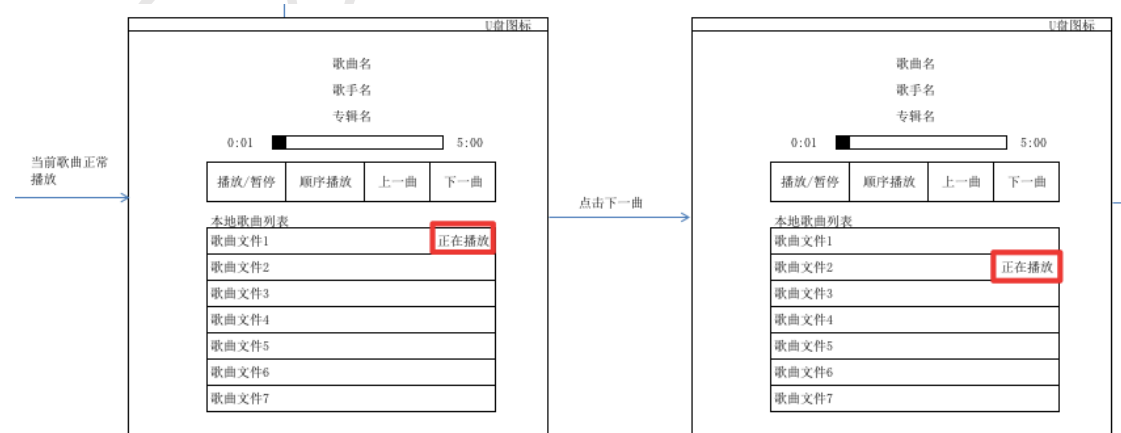 当前歌曲正常
播放
U盘图标
歌曲名
歌手名
专辑名
0:01
5:00
播放/暂停
顺序播放
上一曲
下一曲
本地歌曲列表
歌曲文件1
正在播放
歌曲文件2
歌曲文件3
歌曲文件4
歌曲文件5
歌曲文件6
歌曲文件7
点击下一曲
U盘图标
歌曲名
歌手名
专辑名
0:01
5:00
播放/暂停
顺序播放
上一曲
下一曲
本地歌曲列表
歌曲文件1
歌曲文件2
正在播放
歌曲文件3
歌曲文件4
歌曲文件5
歌曲文件6
歌曲文件7